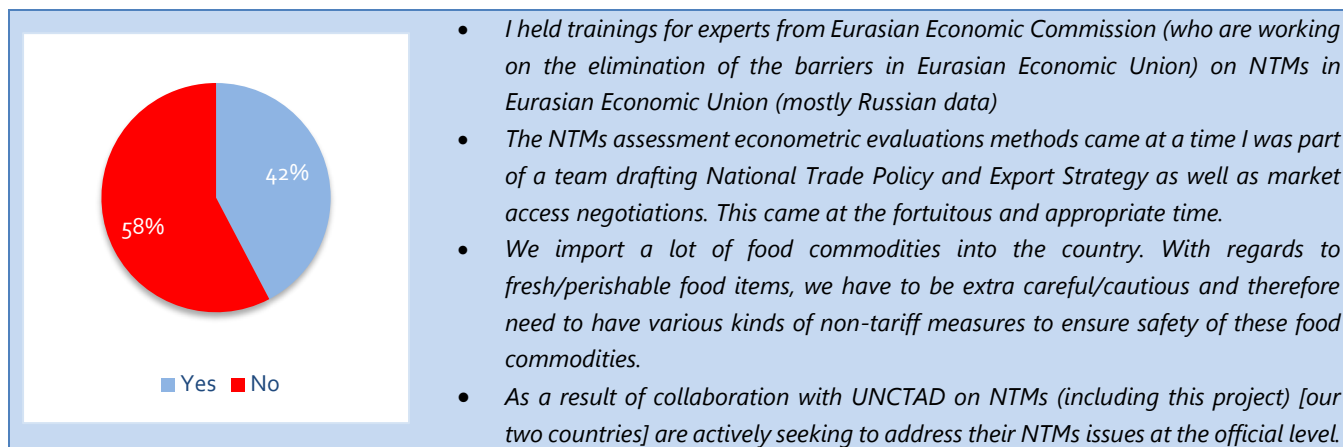 42%
58%
Yes No
• I held trainings for experts from Eurasian Economic Commission (who are working
on the elimination of the barriers in Eurasian Economic Union) on NTMs in
Eurasian Economic Union (mostly Russian data)
• The NTMs assessment econometric evaluations methods came at a time I was part
of a team drafting National Trade Policy and Export Strategy as well as market
access negotiations. This came at the fortuitous and appropriate time.
• We import a lot of food commodities into the country. With regards to
fresh/perishable food items, we have to be extra careful/cautious and therefore
need to have various kinds of non-tariff measures to ensure safety of these food
commodities.
• As a result of collaboration with UNCTAD on NTMs (including this project) [our
two countries] are actively seeking to address their NTMs issues at the official level.